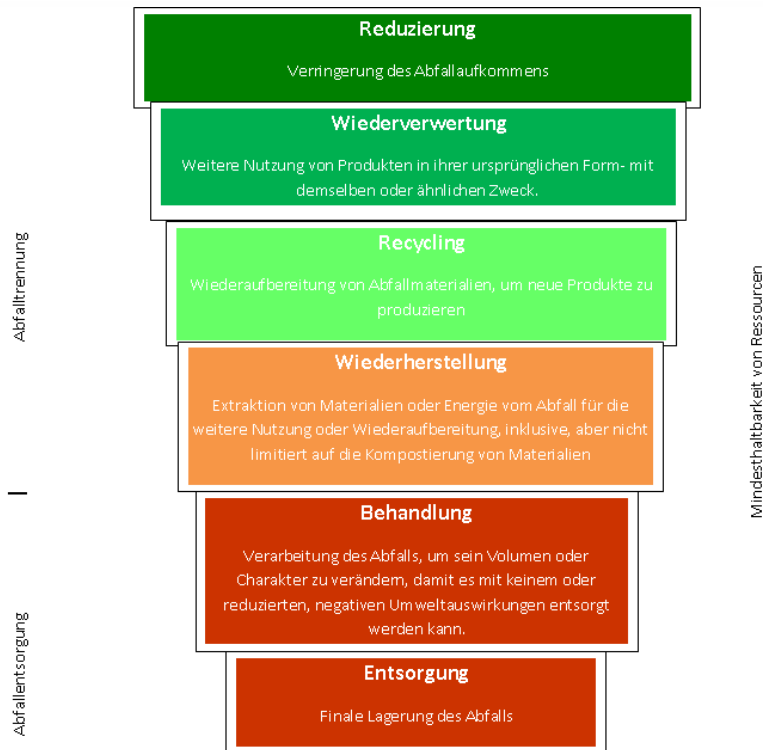 Reduzierung
Verringerung des Abfallaufkommens
Wiederverwertung
Weitere Nutzung von Produkten in ihrer ursprünglichen Form- mit
demselben oder ähnlichen Zweck.
Recycling
Wiederaufbereitung von Abfallmaterialien, um neue Produkte zu
produzieren
Wiederherstellung
Extraktion von Materialien oder Energie vom Abfall für die
weitere Nutzung oder Wiederaufbereitung, inklusive, aber nicht
limitiert auf die Kompostierung von Materialien
Behandlung
Verarbeitung des Abfalls, um sein Volumen oder
Charakter zu verändern, damit es mit keinem oder
reduzierten, negativen Umweltauswirkungen entsorgt
werden kann.
Entsorgung
Finale Lagerung des Abfalls
Abfalltrennung
Abfallentsorgung
Mindesthaltbarkeit von Ressourcen